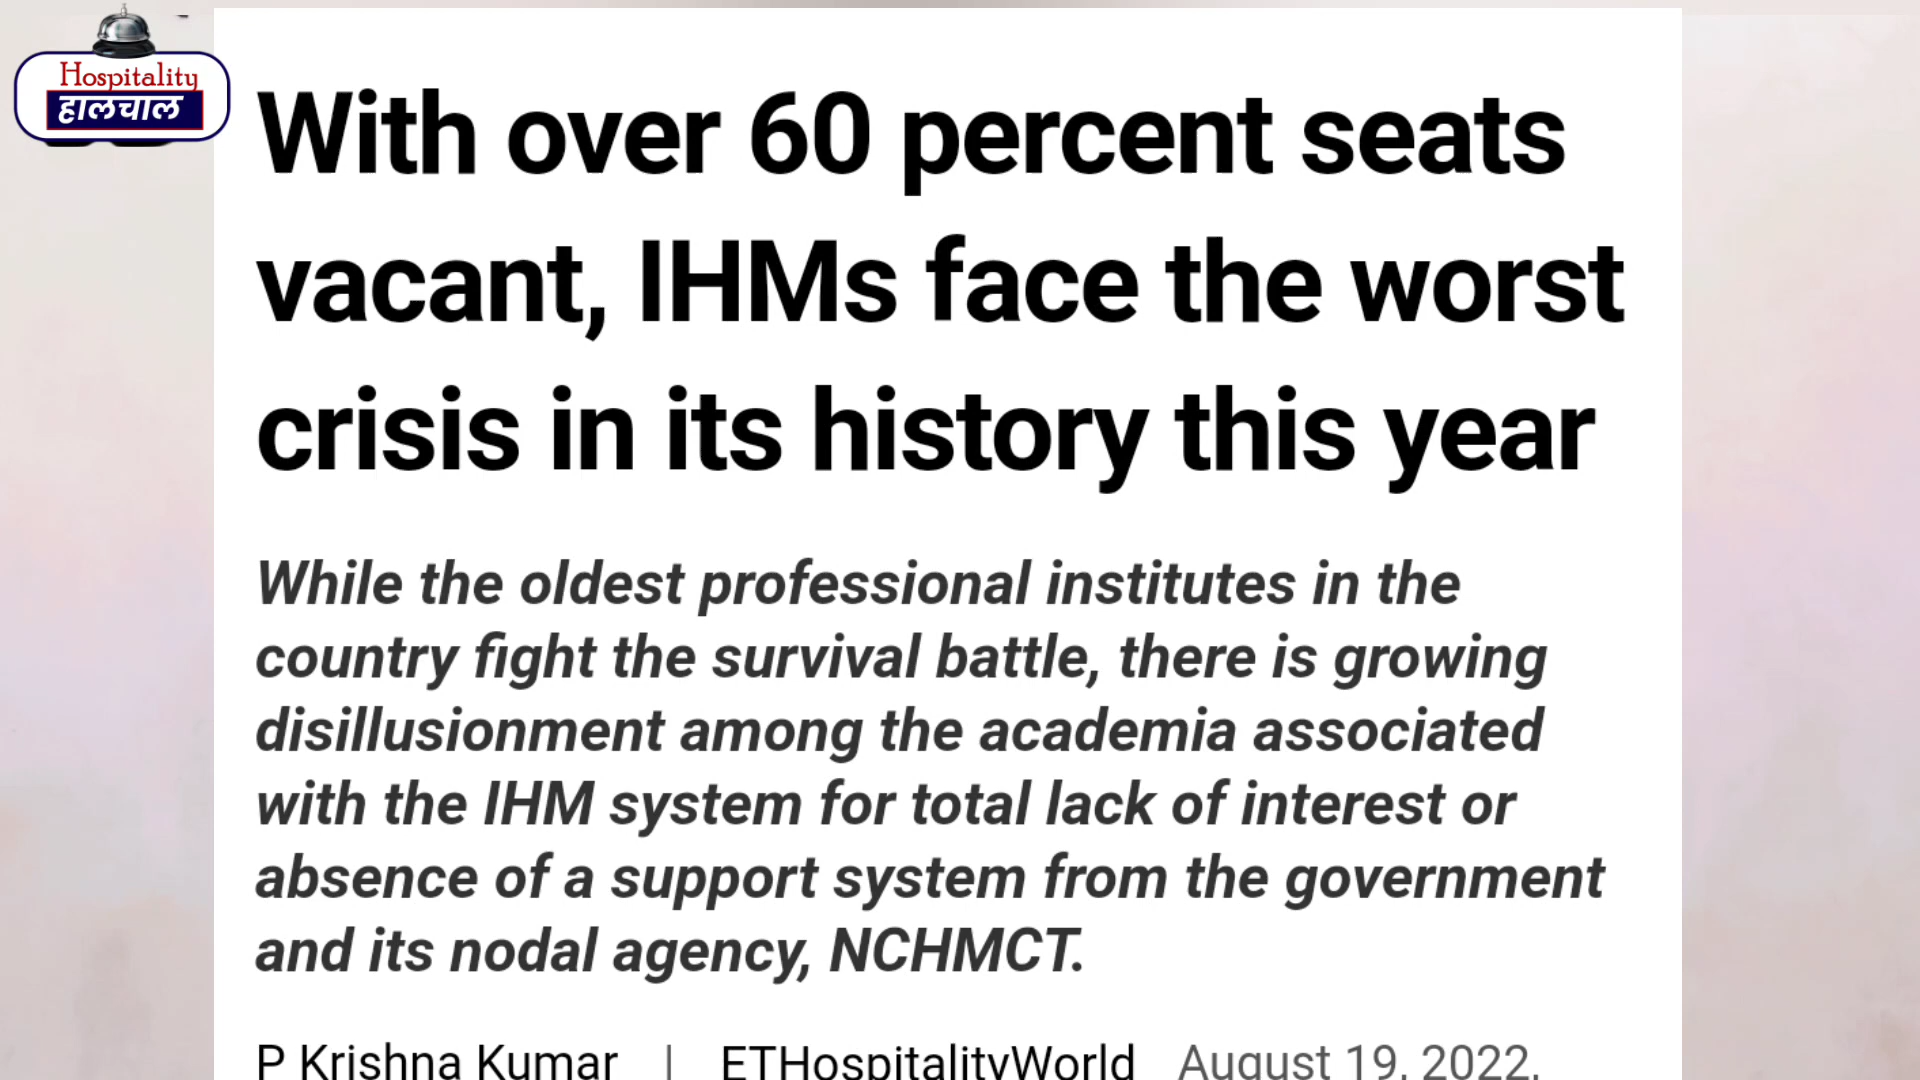 Hospitality
हालचाल
With over 60 percent seats
vacant, IHMs face the worst
crisis in its history this year
While the oldest professional institutes in the
country fight the survival battle, there is growing
disillusionment among the academia associated
with the IHM system for total lack of interest or
absence of a support system from the government
and its nodal agency, NCHMCT.
P Krishna Kumar | ETHospitalityWorld August 19, 2022,